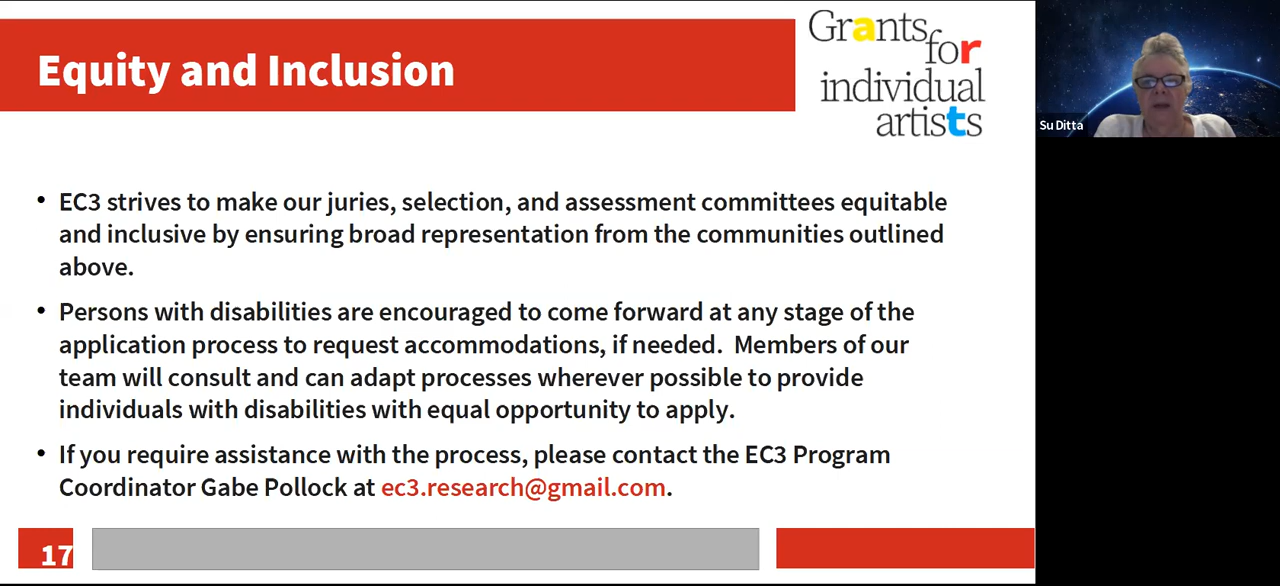 Equity and Inclusion
Grants
for
individual
artists
Su Ditta
• EC3 strives to make our juries, selection, and assessment committees equitable
and inclusive by ensuring broad representation from the communities outlined
above.
• Persons with disabilities are encouraged to come forward at any stage of the
application process to request accommodations, if needed.  Members of our
team will consult and can adapt processes wherever possible to provide
individuals with disabilities with equal opportunity to apply.
• If you require assistance with the process, please contact the EC3 Program
Coordinator Gabe Pollock at ec3.research@gmail.com.
17